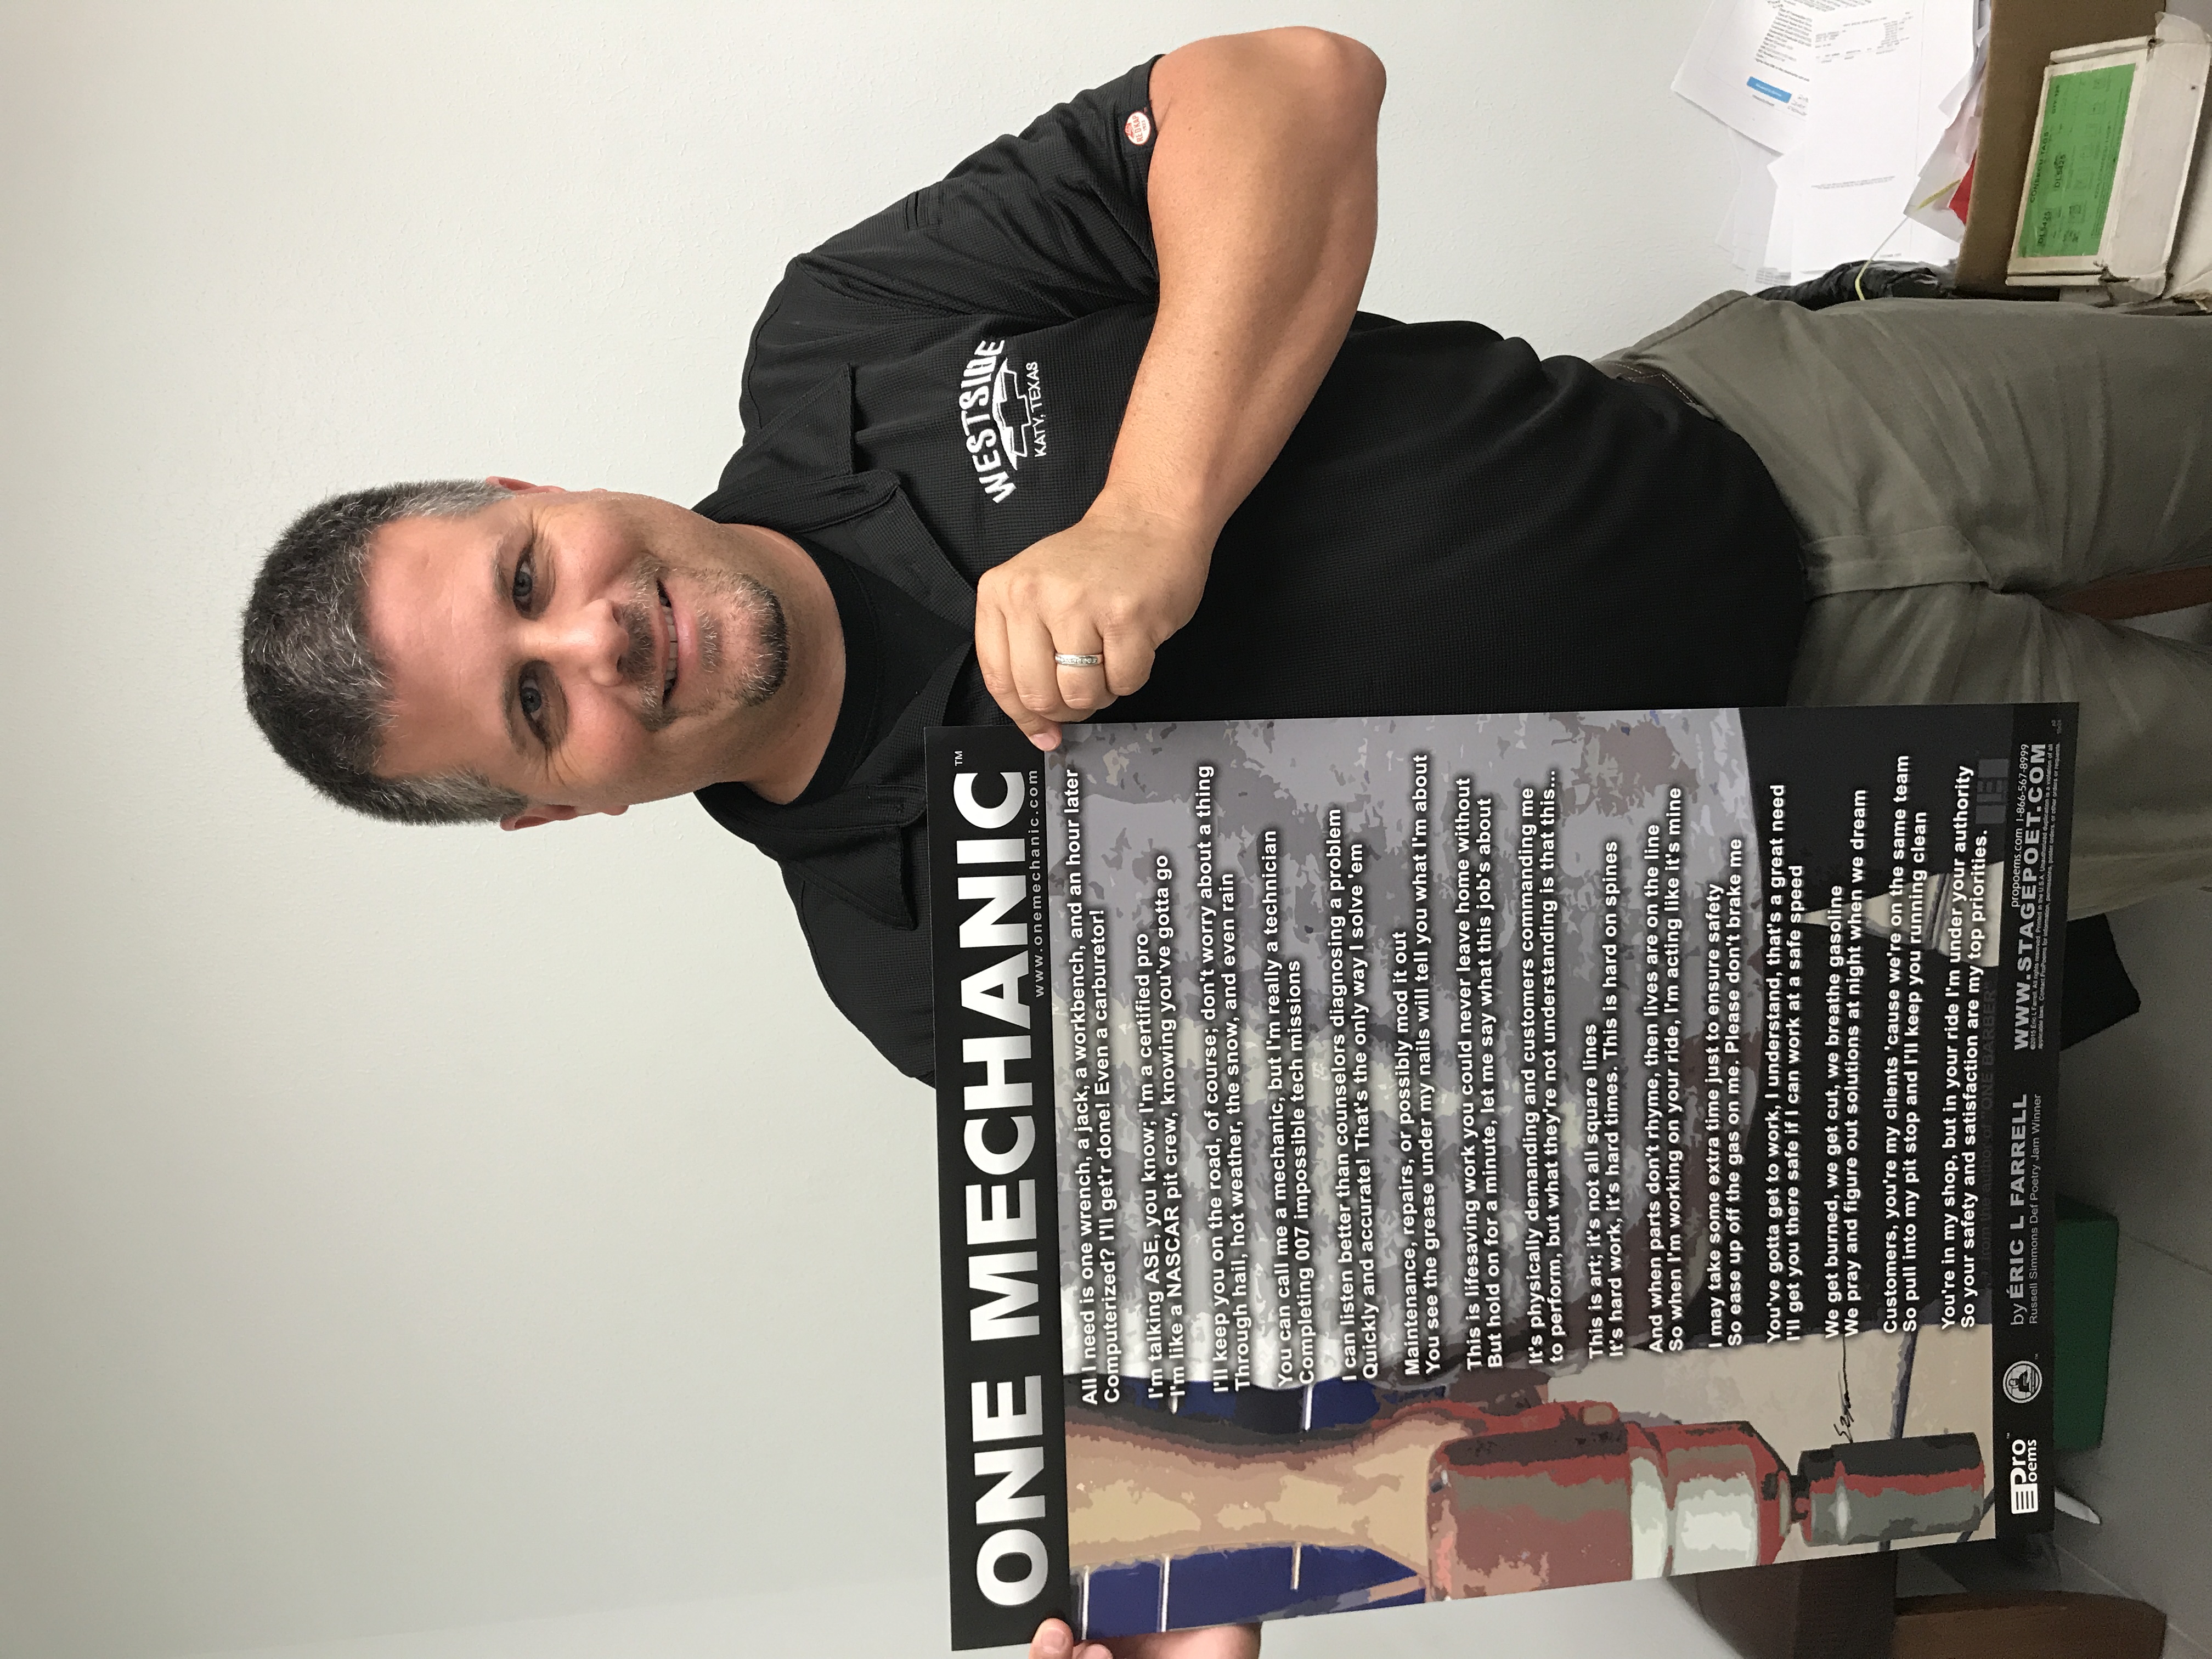 WESTSIDE
KATY, TEXAS
RED KAP
ONE MECHANIC™
www.onemechanic.com
All I need is one wrench, a jack, a workbench, and an hour later
Computerized? I'll get'r done! Even a carburetor!
I'm talking ASE, you know; I'm a certified pro
I'm like a NASCAR pit crew, knowing you've gotta go
I'll keep you on the road, of course; don't worry about a thing
Through hail, hot weather, the snow, and even rain
You can call me a mechanic, but I'm really a technician
Completing 007 impossible tech missions
I can listen better than counselors diagnosing a problem
Quickly and accurate! That's the only way I solve 'em
Maintenance, repairs, or possibly mod it out
You see the grease under my nails will tell you what I'm about
This is lifesaving work you could never leave home without
But hold on for a minute, let me say what this job's about
It's physically demanding and customers commanding me
to perform, but what they're not understanding is that this...
This is art; it's not all square lines
It's hard work, it's hard times. This is hard on spines
And when parts don't rhyme, then lives are on the line
So when I'm working on your ride, I'm acting like it's mine
I may take some extra time just to ensure safety
So ease up off the gas on me. Please don't brake me
You've gotta get to work, I understand, that's a great need
I'll get you there safe if I can work at a safe speed
We get burned, we get cut, we breathe gasoline
We pray and figure out solutions at night when we dream
Customers, you're my clients 'cause we're on the same team
So pull into my pit stop and I'll keep you running clean
You're in my shop, but in your ride I'm under your authority
So your safety and satisfaction are my top priorities.
from the author of "ONE BARBER"
Pro Poems™
by ÉRIC L FARRELL
Russell Simmons Def Poetry Jam Winner
propoems.com 1-866-567-8999
WWW.STAGEPOET.COM